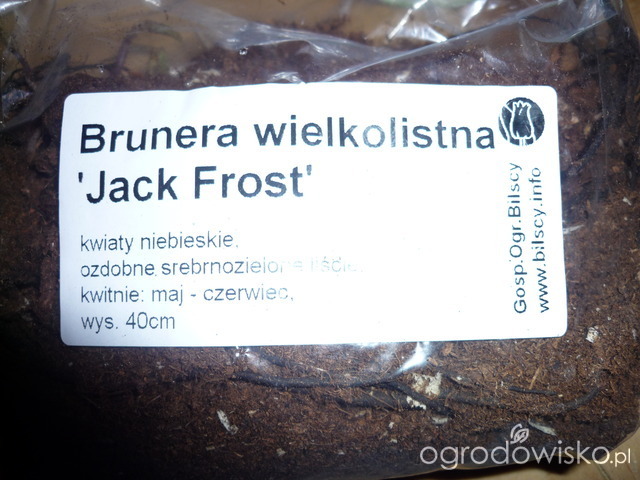 Brunera wielkolistna
'Jack Frost'
kwiaty niebieskie,
ozdobne, srebrnozielone liście,
kwitnie: maj - czerwiec,
wys. 40cm
Gosp.Ogr.Bilscy
www.bilscy.info
ogrodowisko.pl